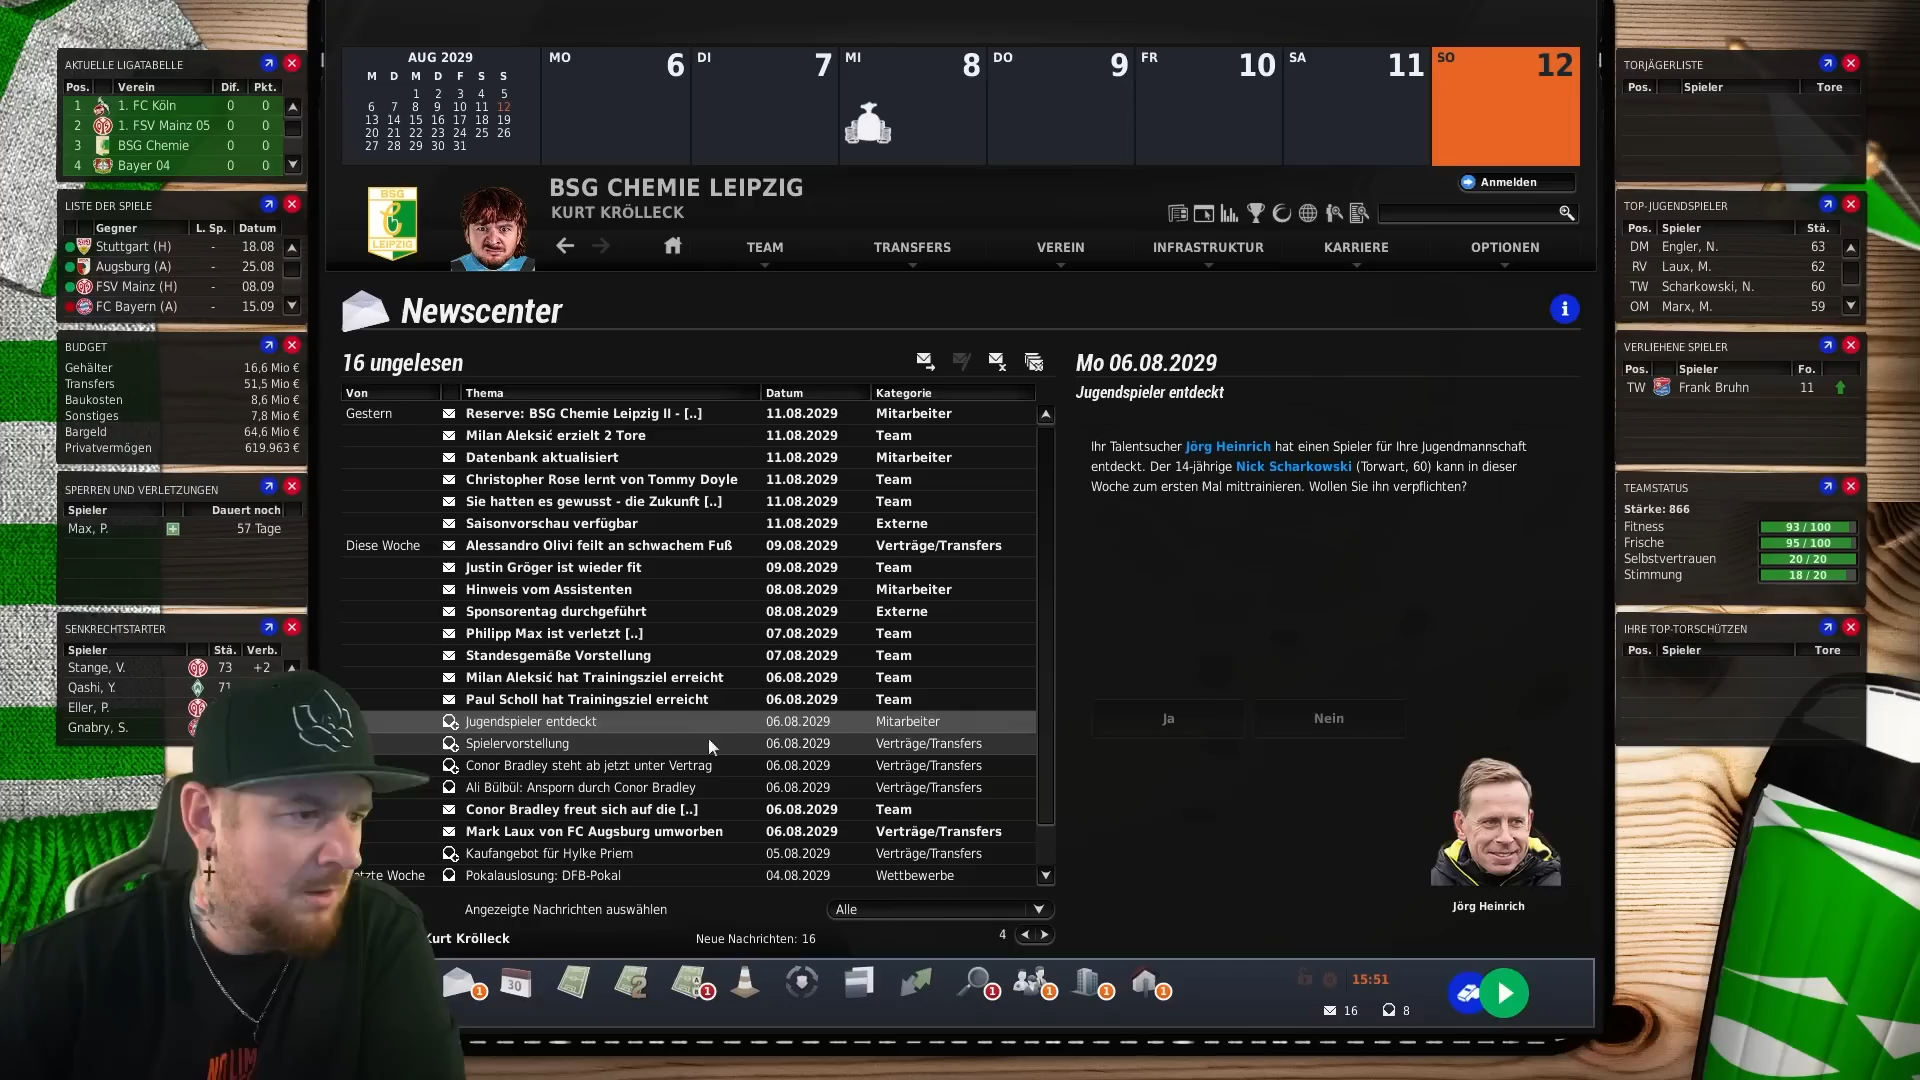 AKTUELLE LIGATABELLE
Pos. Verein Dif. Pkt.
1 1. FC Köln 0 0
2 1. FSV Mainz 05 0 0
3 BSG Chemie 0 0
4 Bayer 04 0 0
LISTE DER SPIELE
Gegner L. Sp. Datum
Stuttgart (H) - 18.08
Augsburg (A) - 25.08
FSV Mainz (H) - 08.09
FC Bayern (A) - 15.09
BUDGET
Gehälter 16,6 Mio €
Transfers 51,5 Mio €
Baukosten 8,6 Mio €
Sonstiges 7,8 Mio €
Bargeld 64,6 Mio €
Privatvermögen 619.963 €
SPERREN UND VERLETZUNGEN
Spieler Dauert noch
Max, P. 57 Tage
SENKRECHTSTARTER
Spieler Stä. Verb.
Stange, V. 73 +2
Qashi, Y. 71
Eller, P.
Gnabry, S.
AUG 2029
M D M D F S S
1 2 3 4 5
6 7 8 9 10 11 12
13 14 15 16 17 18 19
20 21 22 23 24 25 26
27 28 29 30 31
MO 6 DI 7 MI 8 DO 9 FR 10 SA 11 SO 12
BSG
LEIPZIG
BSG CHEMIE LEIPZIG
KURT KRÖLLECK
Anmelden
TEAM TRANSFERS VEREIN INFRASTRUKTUR KARRIERE OPTIONEN
Newscenter
16 ungelesen
Von Thema Datum Kategorie
Gestern Reserve: BSG Chemie Leipzig II - [..] 11.08.2029 Mitarbeiter
Milan Aleksić erzielt 2 Tore 11.08.2029 Team
Datenbank aktualisiert 11.08.2029 Mitarbeiter
Christopher Rose lernt von Tommy Doyle 11.08.2029 Team
Sie hatten es gewusst - die Zukunft [..] 11.08.2029 Team
Saisonvorschau verfügbar 11.08.2029 Externe
Diese Woche Alessandro Olivi feilt an schwachem Fuß 09.08.2029 Verträge/Transfers
Justin Gröger ist wieder fit 09.08.2029 Team
Hinweis vom Assistenten 08.08.2029 Mitarbeiter
Sponsorentag durchgeführt 08.08.2029 Externe
Philipp Max ist verletzt [..] 07.08.2029 Team
Standesgemäße Vorstellung 07.08.2029 Team
Milan Aleksić hat Trainingsziel erreicht 06.08.2029 Team
Paul Scholl hat Trainingsziel erreicht 06.08.2029 Team
Jugendspieler entdeckt 06.08.2029 Mitarbeiter
Spielervorstellung 06.08.2029 Verträge/Transfers
Conor Bradley steht ab jetzt unter Vertrag 06.08.2029 Verträge/Transfers
Ali Bülbül: Ansporn durch Conor Bradley 06.08.2029 Verträge/Transfers
Conor Bradley freut sich auf die [..] 06.08.2029 Team
Mark Laux von FC Augsburg umworben 06.08.2029 Verträge/Transfers
Kaufangebot für Hylke Priem 05.08.2029 Verträge/Transfers
tzte Woche Pokalauslosung: DFB-Pokal 04.08.2029 Wettbewerbe
Angezeigte Nachrichten auswählen Alle
Kurt Krölleck Neue Nachrichten: 16 4
Mo 06.08.2029
Jugendspieler entdeckt
Ihr Talentsucher Jörg Heinrich hat einen Spieler für Ihre Jugendmannschaft
entdeckt. Der 14-jährige Nick Scharkowski (Torwart, 60) kann in dieser
Woche zum ersten Mal mittrainieren. Wollen Sie ihn verpflichten?
Ja Nein
Jörg Heinrich
1 30 2 1 1 1 1 1
15:51
16 8
TORJÄGERLISTE
Pos. Spieler Tore
TOP-JUGENDSPIELER
Pos. Spieler Stä.
DM Engler, N. 63
RV Laux, M. 62
TW Scharkowski, N. 60
OM Marx, M. 59
VERLIEHENE SPIELER
Pos. Spieler Fo.
TW Frank Bruhn 11
TEAMSTATUS
Stärke: 866
Fitness 93 / 100
Frische 95 / 100
Selbstvertrauen 20 / 20
Stimmung 18 / 20
IHRE TOP-TORSCHÜTZEN
Pos. Spieler Tore